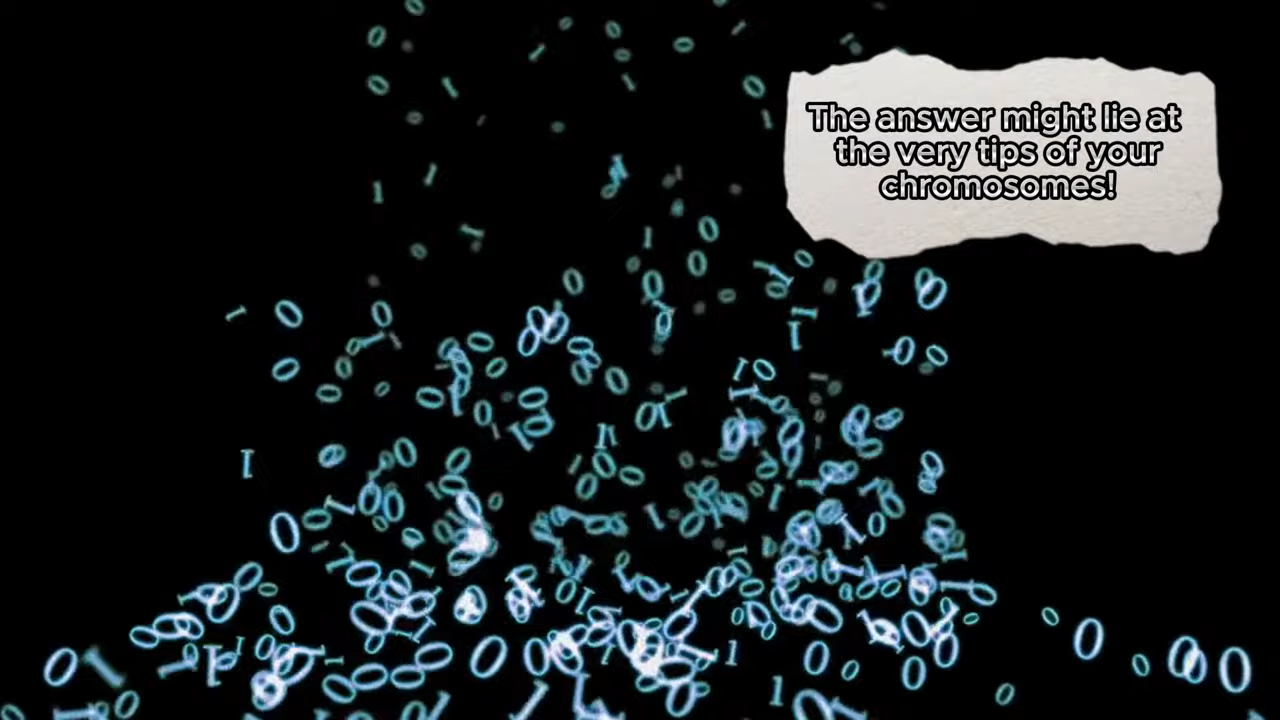 The answer might lie at
the very tips of your
chromosomes!